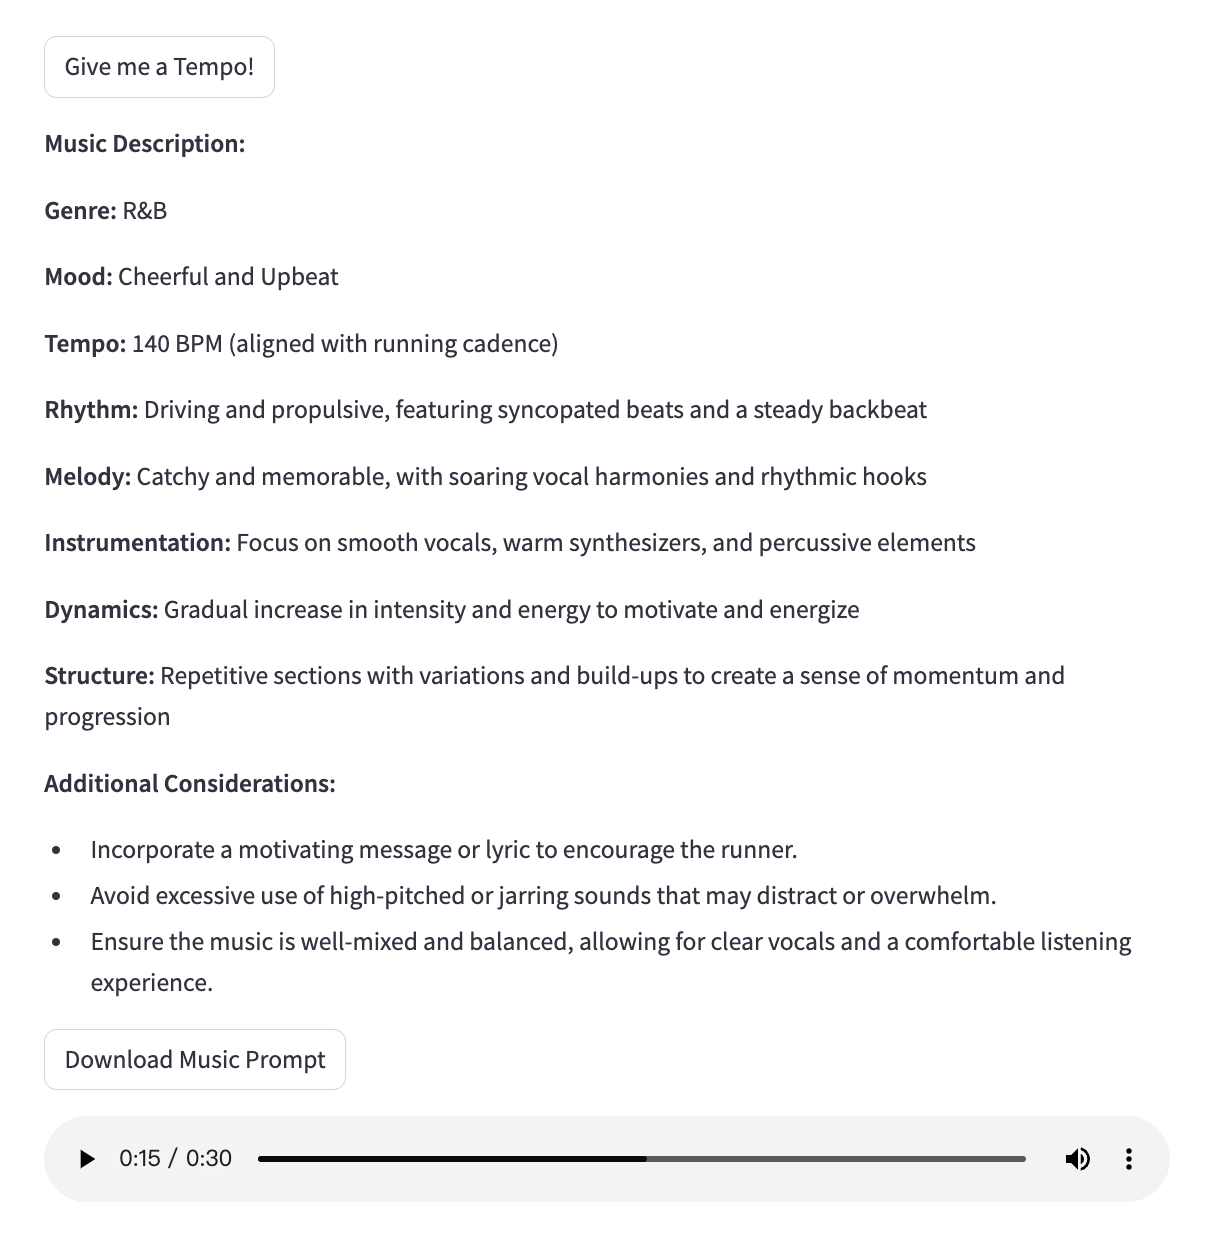 Give me a Tempo!
Music Description:
Genre: R&B
Mood: Cheerful and Upbeat
Tempo: 140 BPM (aligned with running cadence)
Rhythm: Driving and propulsive, featuring syncopated beats and a steady backbeat
Melody: Catchy and memorable, with soaring vocal harmonies and rhythmic hooks
Instrumentation: Focus on smooth vocals, warm synthesizers, and percussive elements
Dynamics: Gradual increase in intensity and energy to motivate and energize
Structure: Repetitive sections with variations and build-ups to create a sense of momentum and
progression
Additional Considerations:
• Incorporate a motivating message or lyric to encourage the runner.
• Avoid excessive use of high-pitched or jarring sounds that may distract or overwhelm.
• Ensure the music is well-mixed and balanced, allowing for clear vocals and a comfortable listening
experience.
Download Music Prompt
0:15 / 0:30